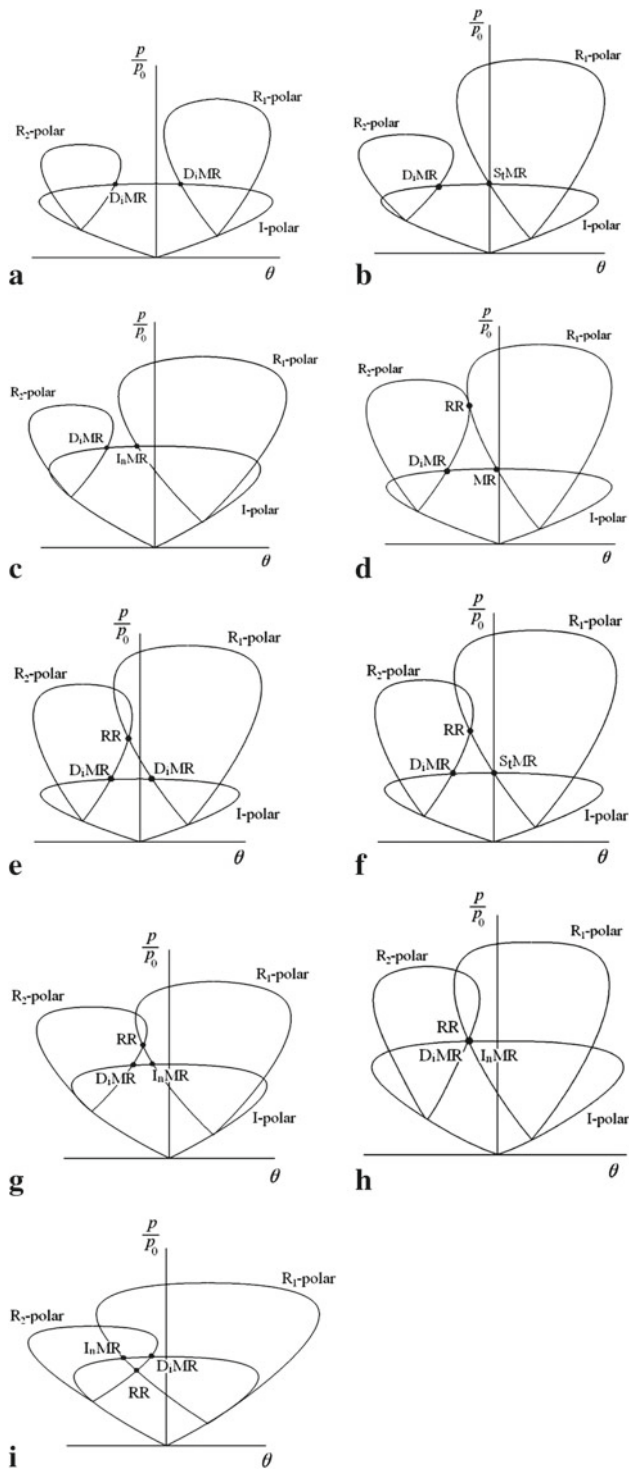 p/p₀
R₁-polar
R₂-polar
DᵢMR
DᵢMR
I-polar
θ
a
p/p₀
R₁-polar
R₂-polar
DᵢMR
SₜMR
I-polar
θ
b
p/p₀
R₁-polar
R₂-polar
DᵢMR
IₙMR
I-polar
θ
c
p/p₀
R₁-polar
R₂-polar
RR
DᵢMR
MR
I-polar
θ
d
p/p₀
R₁-polar
R₂-polar
RR
DᵢMR
DᵢMR
I-polar
θ
e
p/p₀
R₁-polar
R₂-polar
RR
DᵢMR
SₜMR
I-polar
θ
f
p/p₀
R₁-polar
R₂-polar
RR
DᵢMR
IₙMR
I-polar
θ
g
p/p₀
R₁-polar
R₂-polar
RR
DᵢMR
IₙMR
I-polar
θ
h
p/p₀
R₁-polar
R₂-polar
IₙMR
DᵢMR
RR
I-polar
θ
i